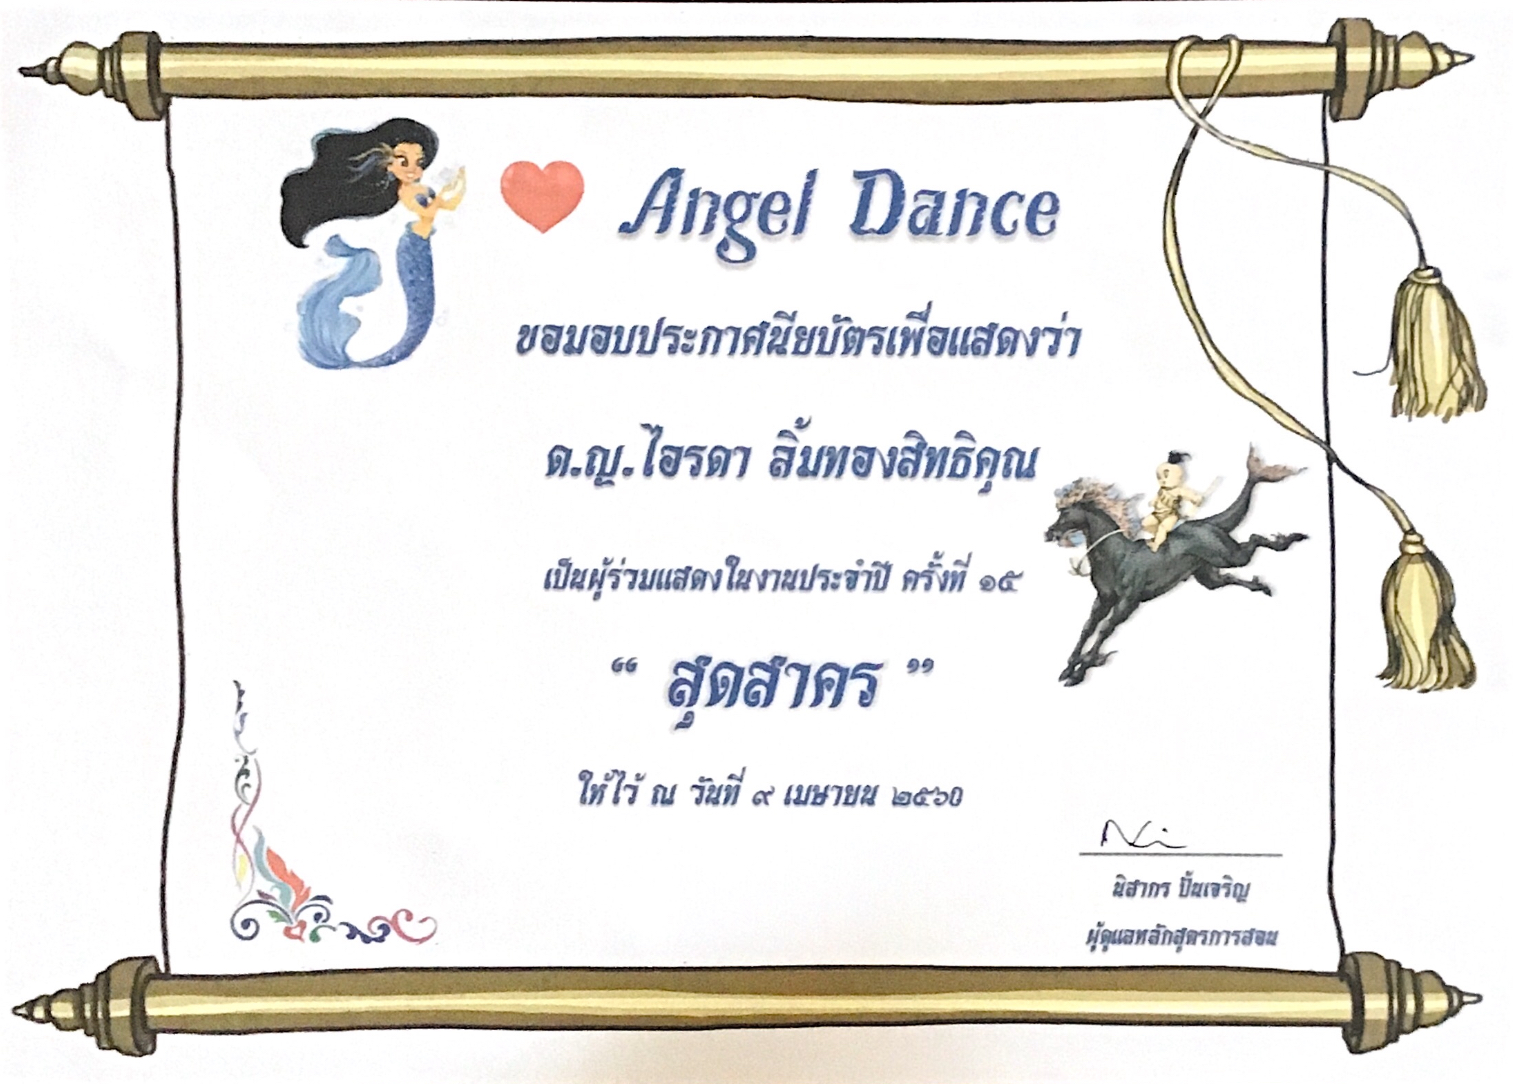 Angel Dance
ขอมอบประกาศนียบัตรเพื่อแสดงว่า
ด.ญ.ไอรดา ลิ้มทองสิทธิคุณ
เป็นผู้ร่วมแสดงในงานประจำปี ครั้งที่ ๑๕
“ สุดสาคร ”
ให้ไว้ ณ วันที่ ๙ เมษายน ๒๕๖๐
นิสากร ปั้นเจริญ
ผู้ดูแลหลักสูตรการสอน